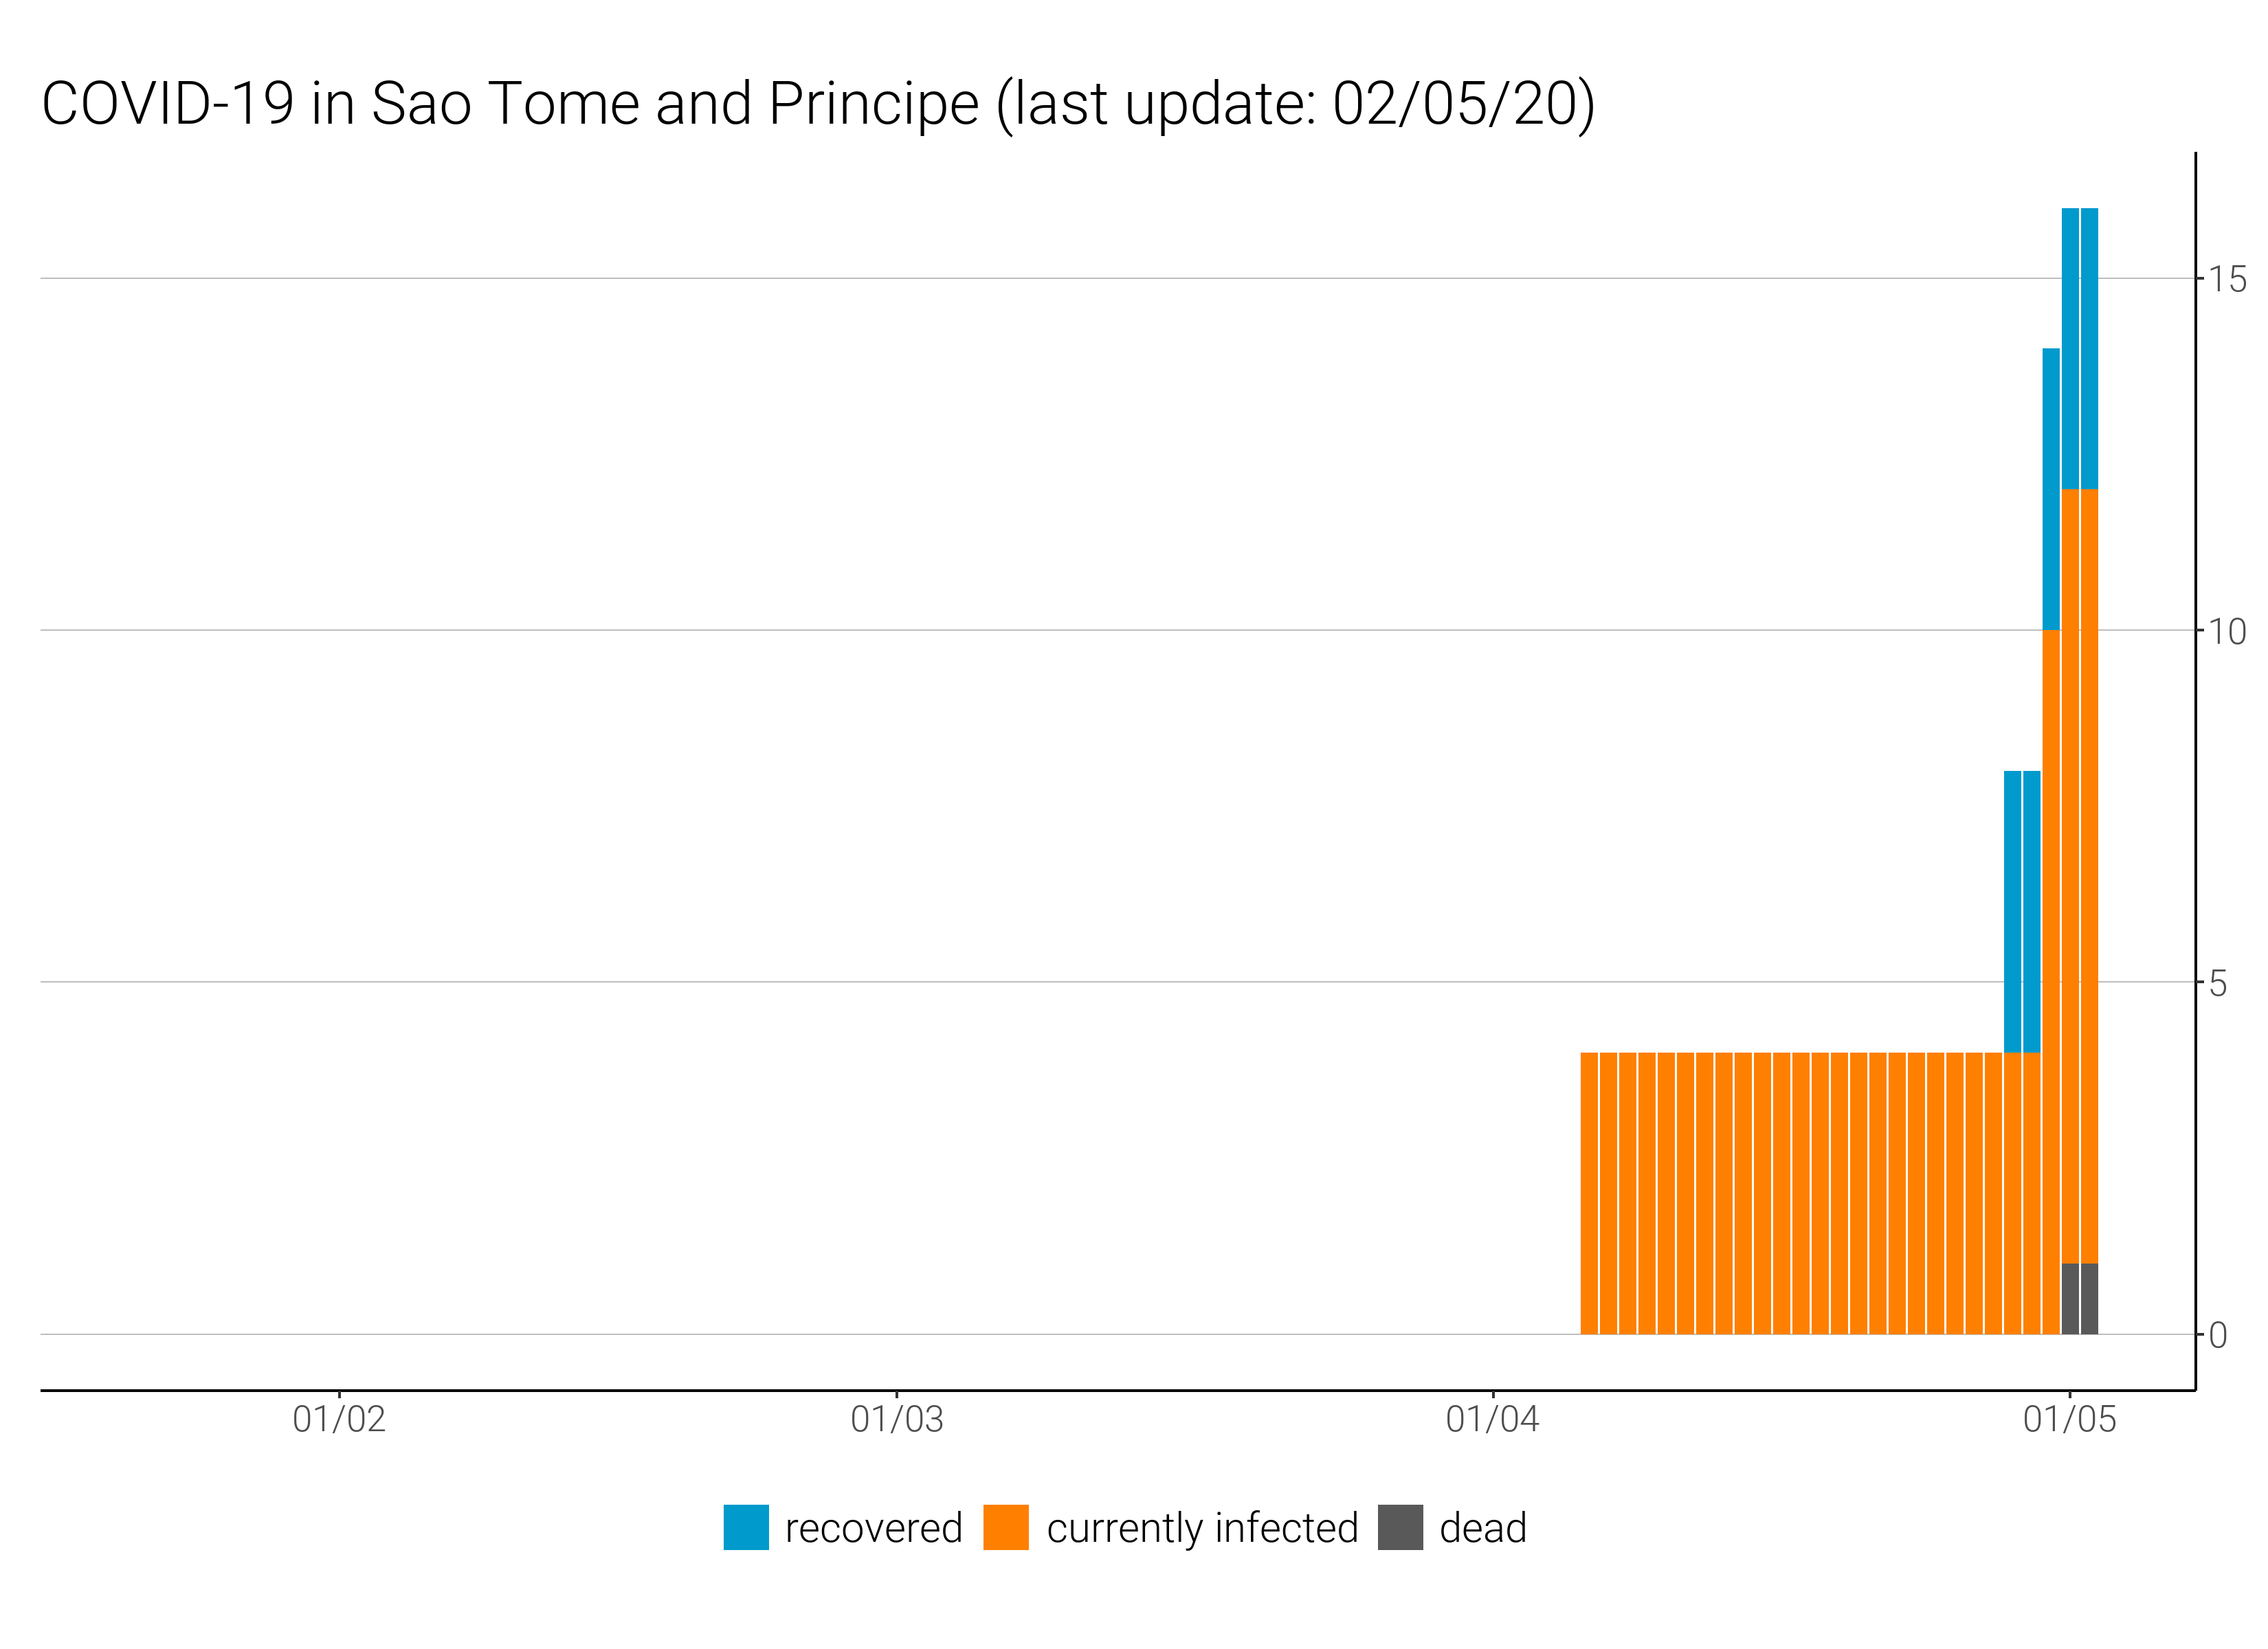 COVID-19 in Sao Tome and Principe (last update: 02/05/20)
15
10
5
0
01/02 01/03 01/04 01/05
recovered currently infected dead